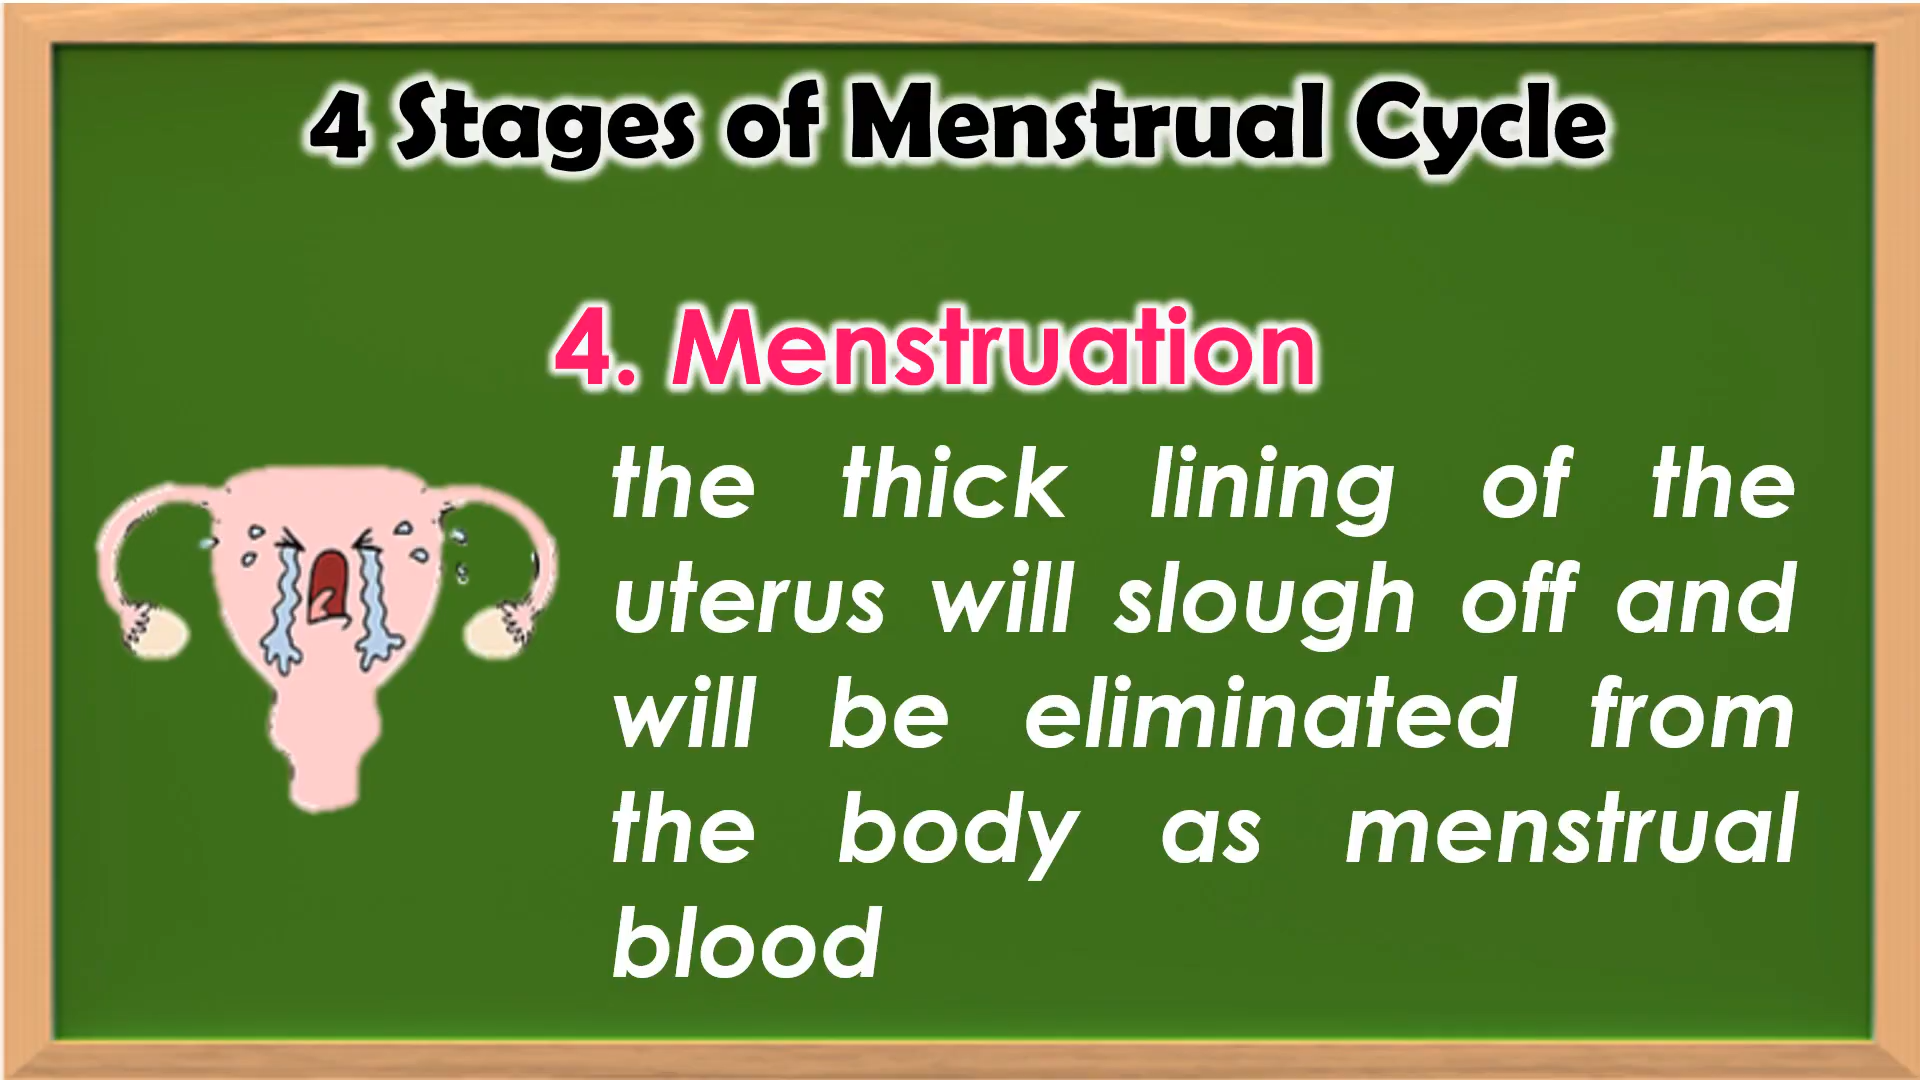 4 Stages of Menstrual Cycle
4. Menstruation
the thick lining of the
uterus will slough off and
will be eliminated from
the body as menstrual
blood